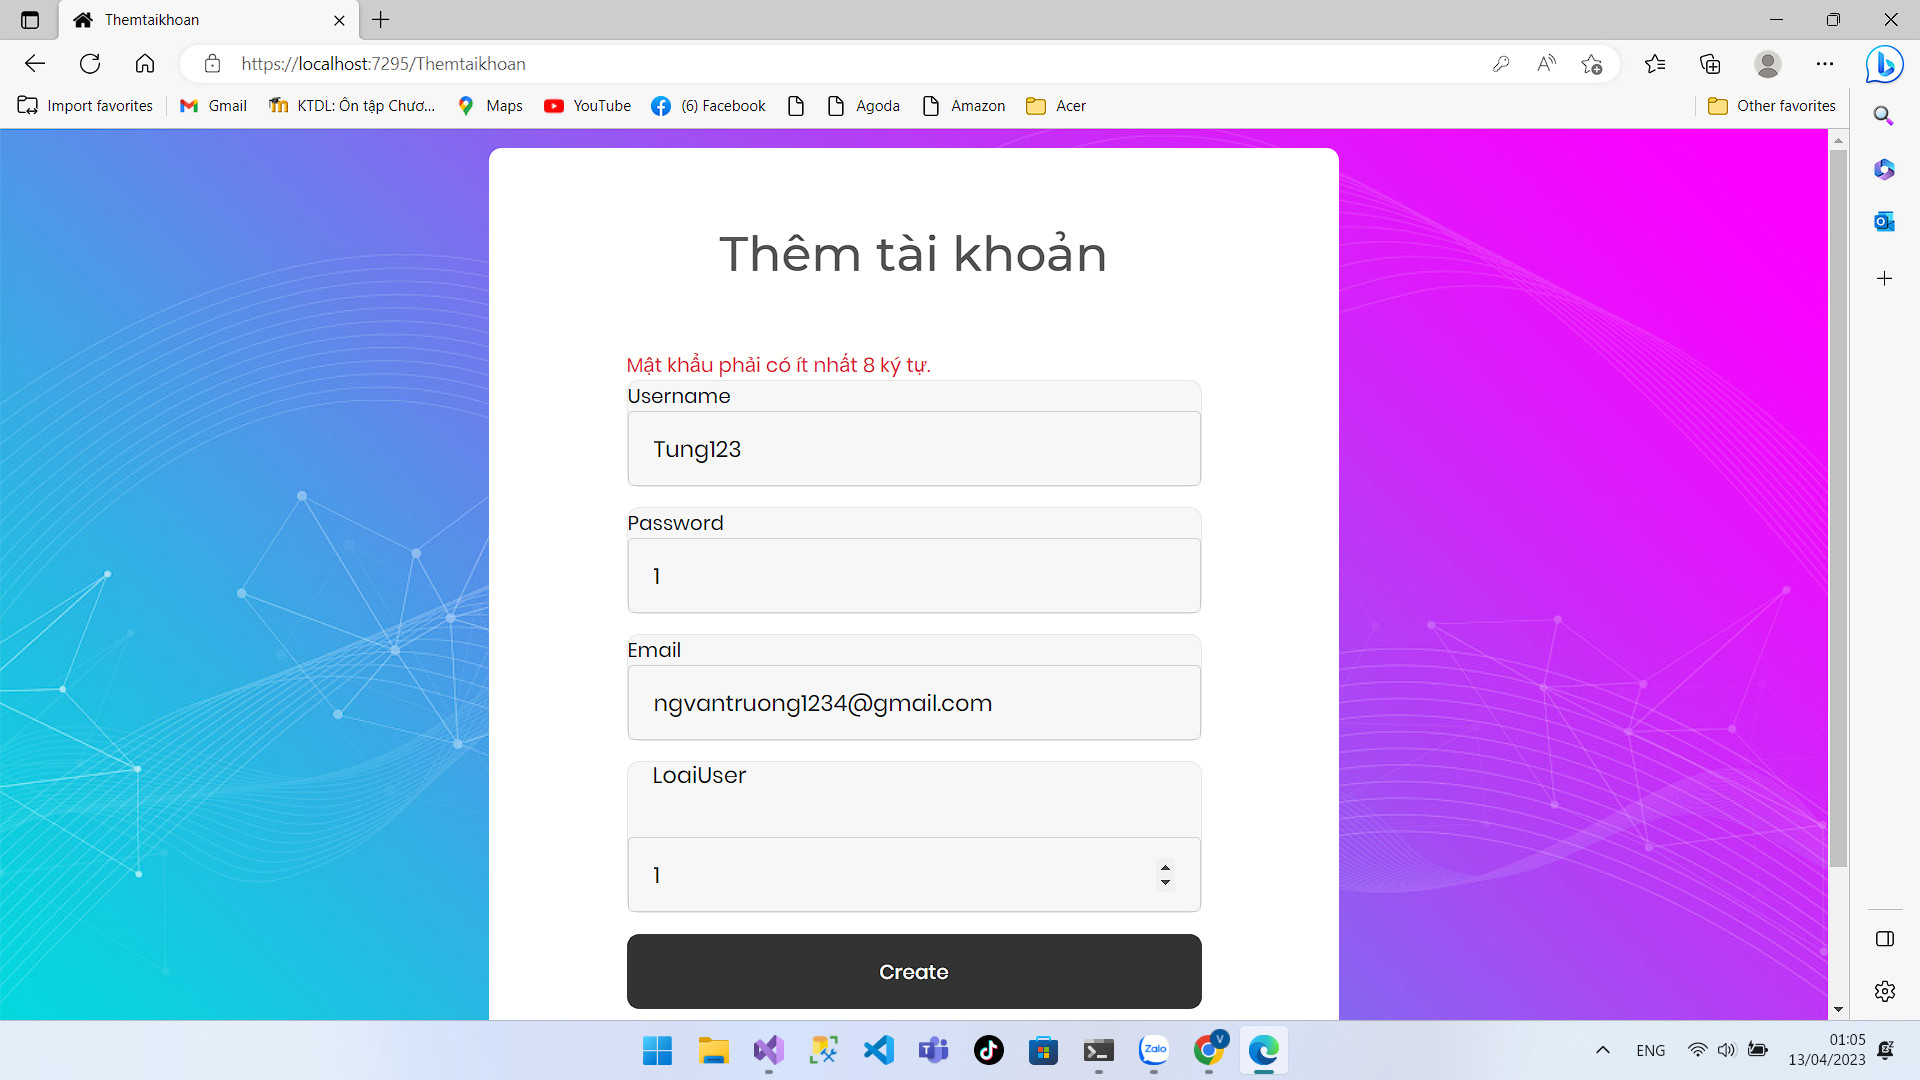 Themtaikhoan
https://localhost:7295/Themtaikhoan
Import favorites
Gmail
KTDL: Ôn tập Chươ...
Maps
YouTube
(6) Facebook
Agoda
Amazon
Acer
Other favorites
Thêm tài khoản
Mật khẩu phải có ít nhất 8 ký tự.
Username
Tung123
Password
1
Email
ngvantruong1234@gmail.com
LoaiUser
1
Create
Zalo
V
ENG
01:05
13/04/2023